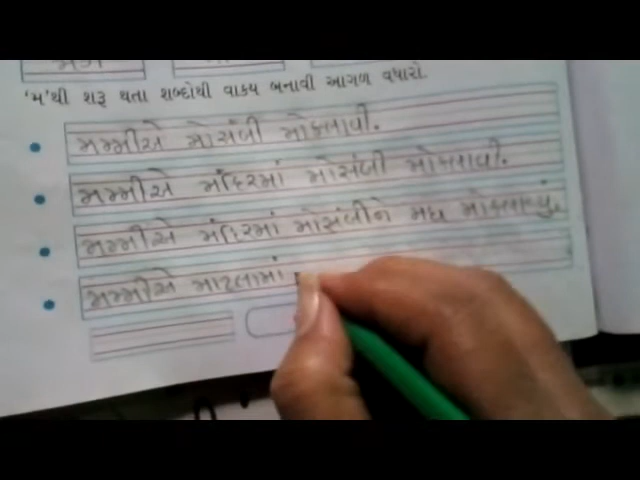 'મ'થી શરૂ થતા શબ્દોથી વાક્ય બનાવી આગળ વધારો.
મમ્મીએ મોસંબી મોકલાવી.
મમ્મીએ મંદિરમાં મોસંબી મોકલાવી.
મમ્મીએ મંદિરમાં મોસંબીને મધ મોકલાવ્યું.
મમ્મીએ માટલામાં